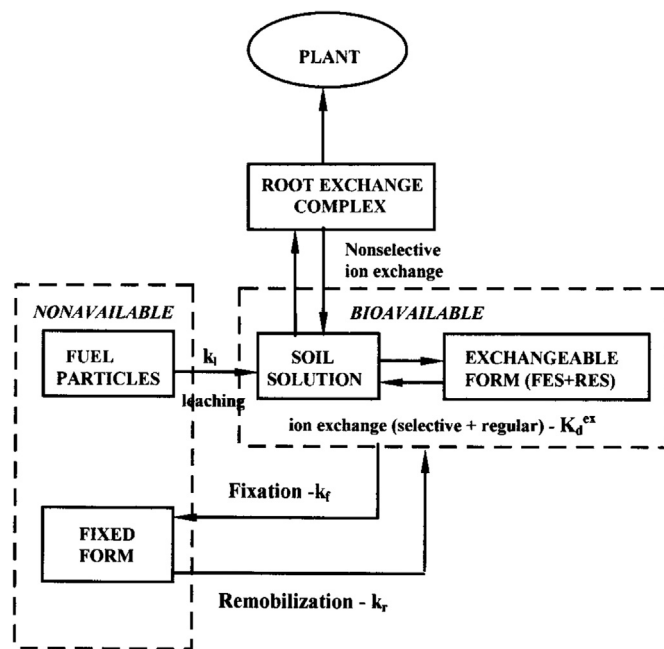 PLANT
ROOT EXCHANGE
COMPLEX
Nonselective
ion exchange
NONAVAILABLE
BIOAVAILABLE
FUEL
PARTICLES
k_l
leaching
SOIL
SOLUTION
EXCHANGEABLE
FORM (FES+RES)
ion exchange (selective + regular) - K_d^ex
Fixation -k_f
FIXED
FORM
Remobilization - k_r